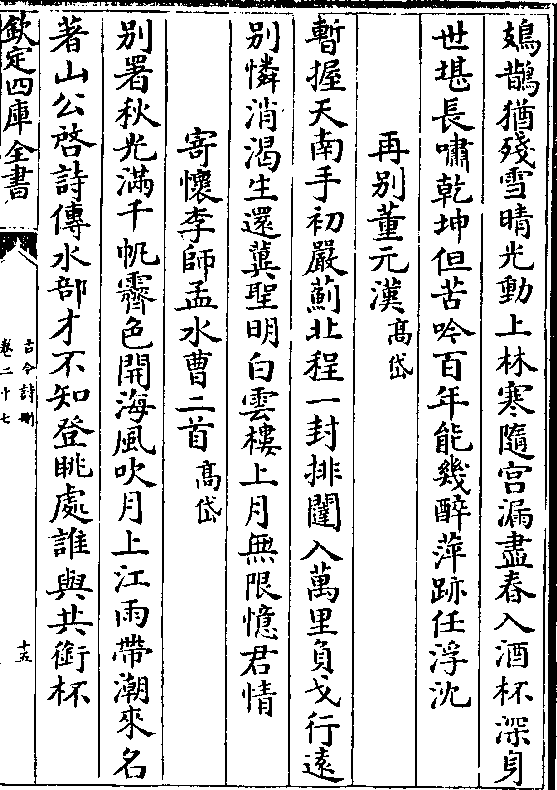 鳷鵲猶殘雪晴光動上林寒隨宫漏盡春入酒杯深身
世堪長嘯乾坤但苦吟百年能幾醉萍跡任浮沈
再别董元漢高岱
暫握天南手初嚴薊北程一封排闥入萬里負戈行遠
别憐消渴生還冀聖明白雲樓上月無限憶君情
寄懷李師孟水曹二首高岱
别署秋光滿千帆霽色開海風吹月上江雨帶潮來名
著山公啓詩傳水部才不知登眺處誰與共銜杯
欽定四庫全書
古今詩刪
卷二十七
十五